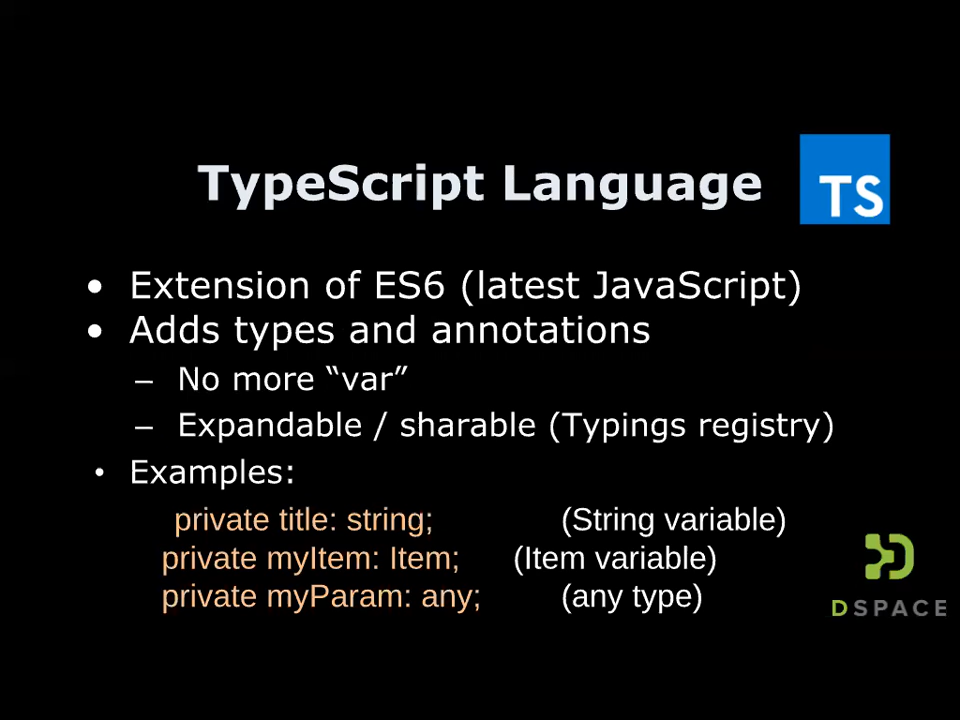 TypeScript Language
TS
• Extension of ES6 (latest JavaScript)
• Adds types and annotations
– No more “var”
– Expandable / sharable (Typings registry)
• Examples:
private title: string; (String variable)
private myItem: Item; (Item variable)
private myParam: any; (any type)
DSPACE